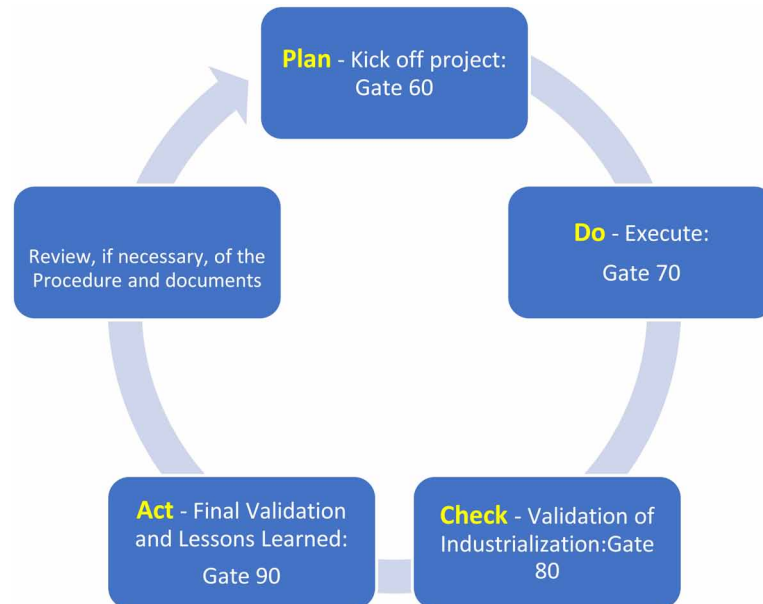 Plan - Kick off project:
Gate 60
Do - Execute:
Gate 70
Check - Validation of
Industrialization:Gate
80
Act - Final Validation
and Lessons Learned:
Gate 90
Review, if necessary, of the
Procedure and documents